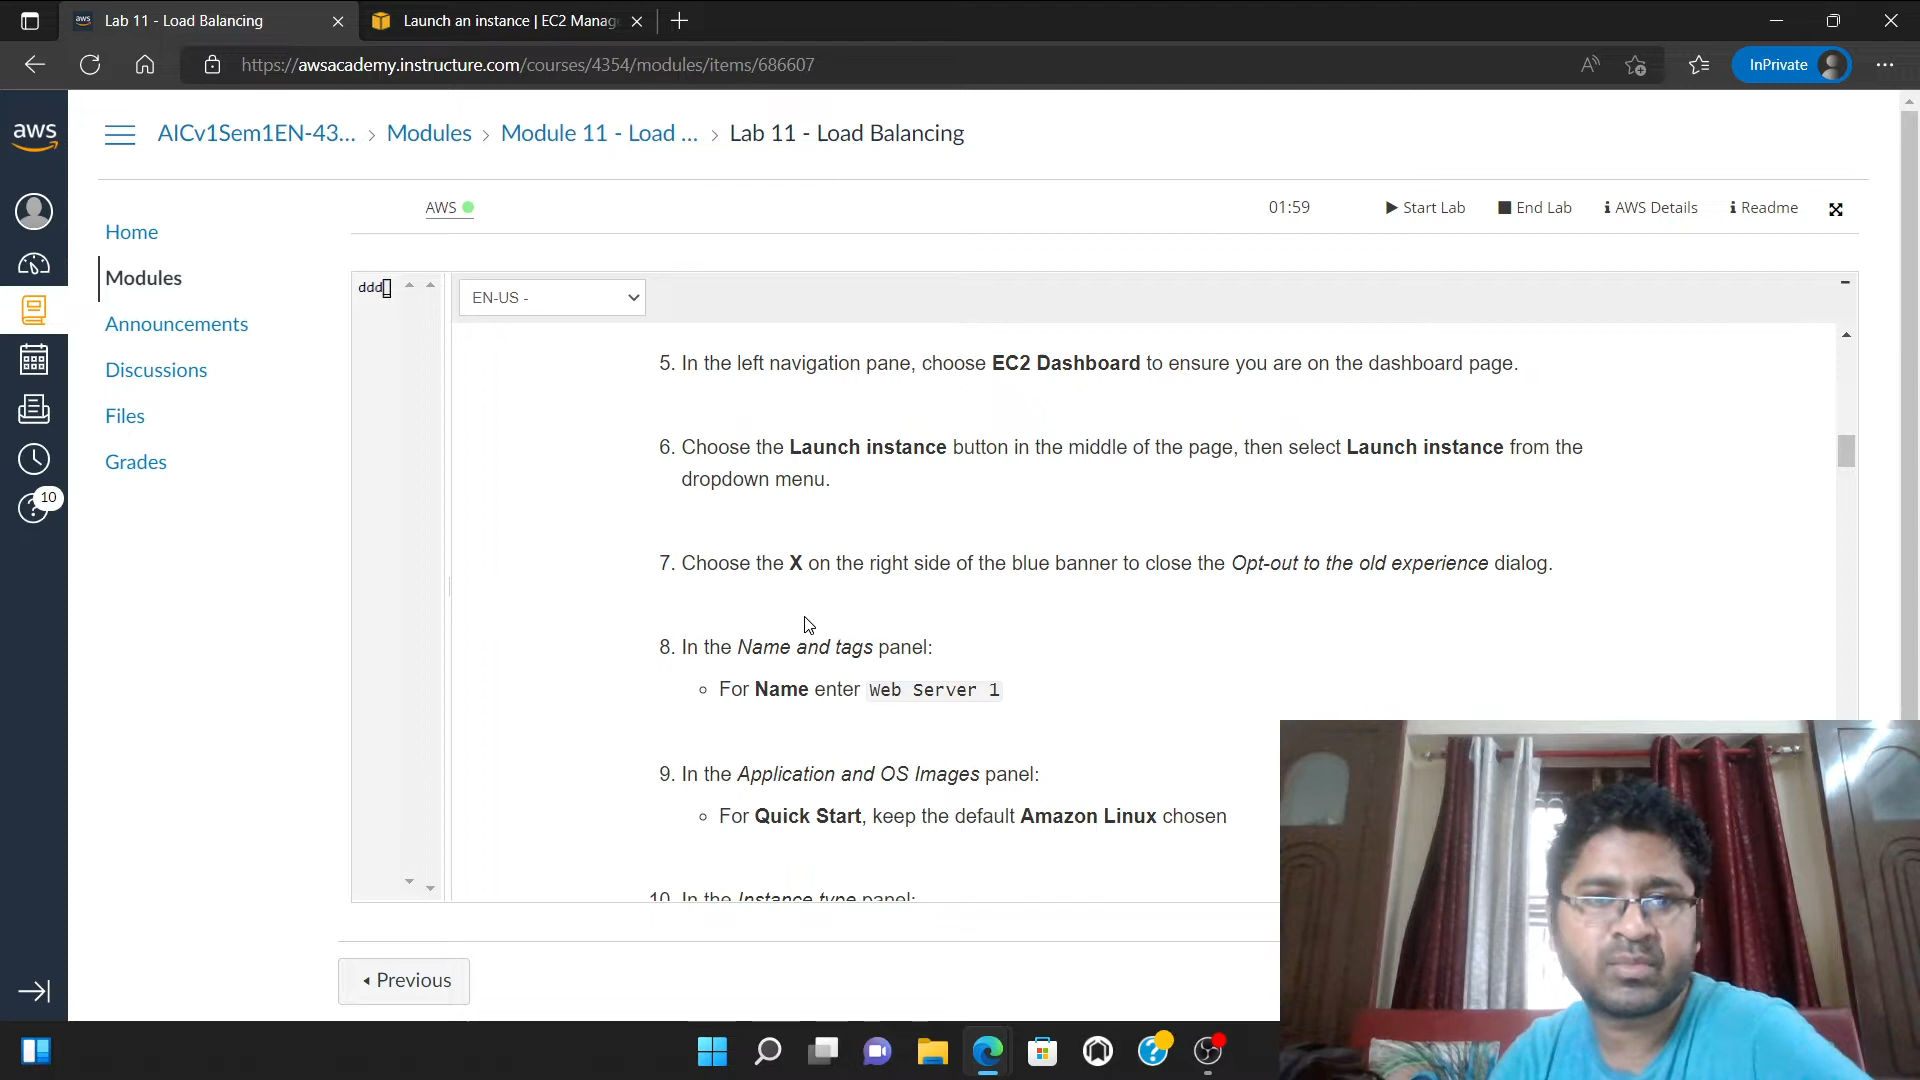 Lab 11 - Load Balancing
Launch an instance | EC2 Manag
https://awsacademy.instructure.com/courses/4354/modules/items/686607
InPrivate
aws
AICv1Sem1EN-43... > Modules > Module 11 - Load ... > Lab 11 - Load Balancing
AWS
01:59
Start Lab
End Lab
AWS Details
Readme
Home
Modules
Announcements
Discussions
Files
Grades
10
ddd
EN-US -
5. In the left navigation pane, choose EC2 Dashboard to ensure you are on the dashboard page.
6. Choose the Launch instance button in the middle of the page, then select Launch instance from the
dropdown menu.
7. Choose the X on the right side of the blue banner to close the Opt-out to the old experience dialog.
8. In the Name and tags panel:
For Name enter Web Server 1
9. In the Application and OS Images panel:
For Quick Start, keep the default Amazon Linux chosen
10. In the Instance type panel:
Previous